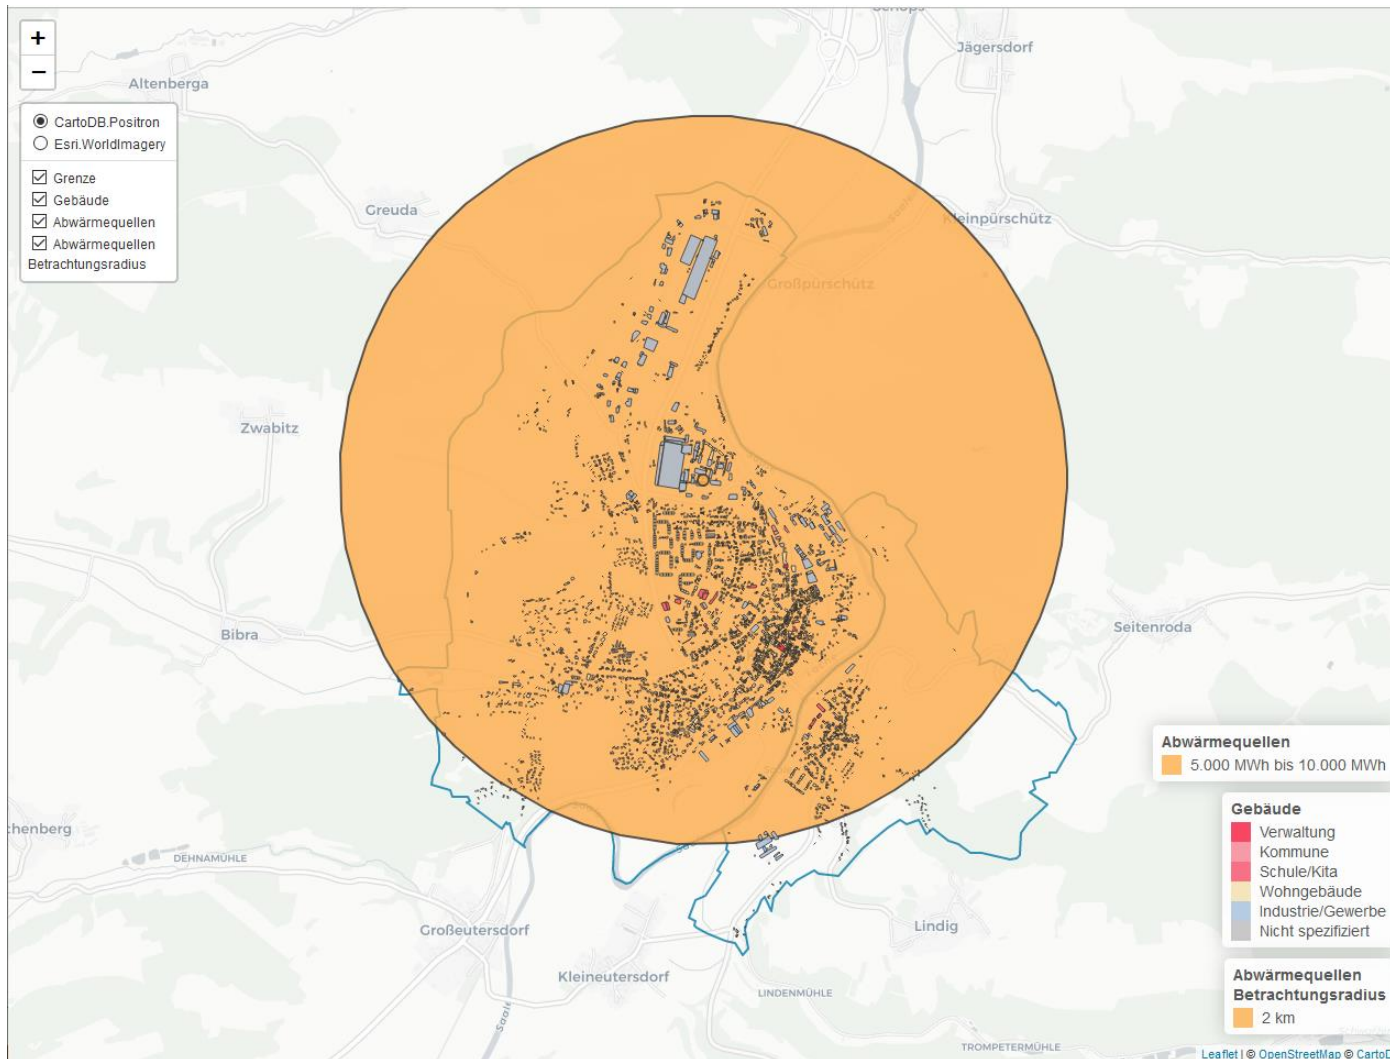 +
−
CartoDB.Positron
Esri.WorldImagery
Grenze
Gebäude
Abwärmequellen
Abwärmequellen
Betrachtungsradius
Jägersdorf
Altenberga
Greuda
Kleinpürschütz
Großpürschütz
Zwabitz
Bibra
Seitenroda
DEHNAMÜHLE
Großeutersdorf
Kleineutersdorf
Lindig
LINDENMÜHLE
TROMPETERMÜHLE
Saale
Abwärmequellen
5.000 MWh bis 10.000 MWh
Gebäude
Verwaltung
Kommune
Schule/Kita
Wohngebäude
Industrie/Gewerbe
Nicht spezifiziert
Abwärmequellen
Betrachtungsradius
2 km
Leaflet | © OpenStreetMap © CartoD